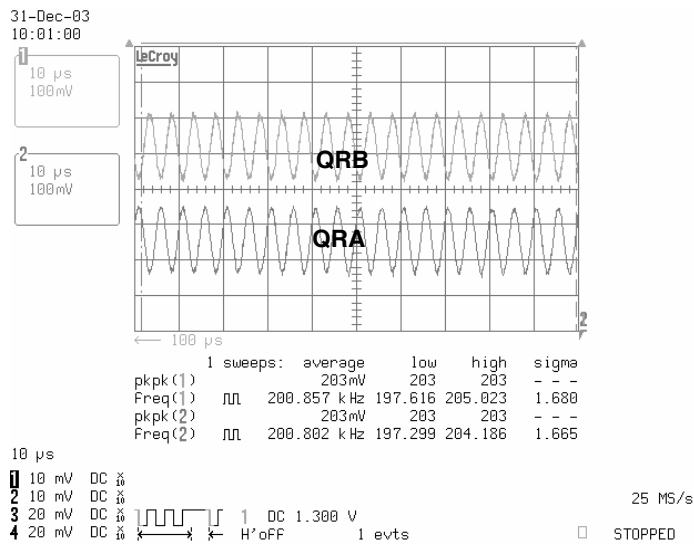 31-Dec-03
10:01:00
1
10 µs
100mV
2
10 µs
100mV
LeCroy
QRB
QRA
2
← 100 µs
1 sweeps: average low high sigma
pkpk(1) 203mV 203 203 - - -
freq(1) 200.857 kHz 197.616 205.023 1.680
pkpk(2) 203mV 203 203 - - -
freq(2) 200.802 kHz 197.299 204.186 1.665
10 µs
1 10 mV DC X10
2 10 mV DC X10
3 20 mV DC X10
4 20 mV DC X10
25 MS/s
1 DC 1.300 V
H'oFF 1 evts
STOPPED